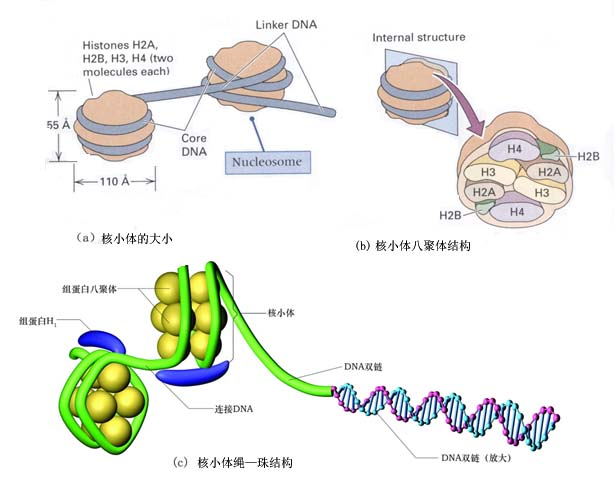 Linker DNA
Histones H2A,
H2B, H3, H4 (two
molecules each)
55 Å
110 Å
Core
DNA
Nucleosome
Internal structure
H4
H2B
H3
H2A
H2A
H3
H2B
H4
（a）核小体的大小
(b) 核小体八聚体结构
组蛋白八聚体
组蛋白H1
核小体
DNA双链
连接DNA
DNA双链（放大）
(c) 核小体绳—珠结构